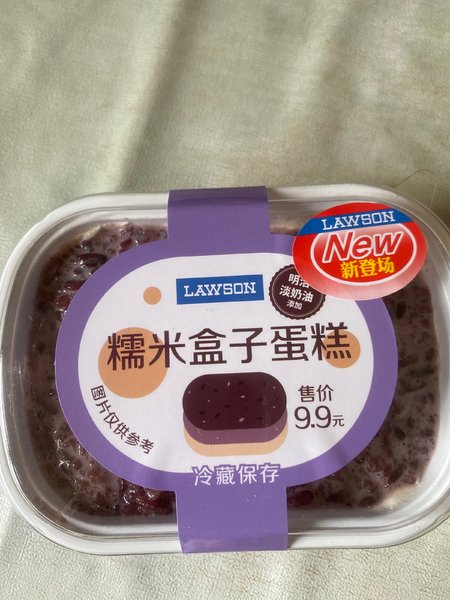 LAWSON
New
新登场
LAWSON
明治
淡奶油
添加
糯米盒子蛋糕
图片仅供参考
售价
9.9元
冷藏保存